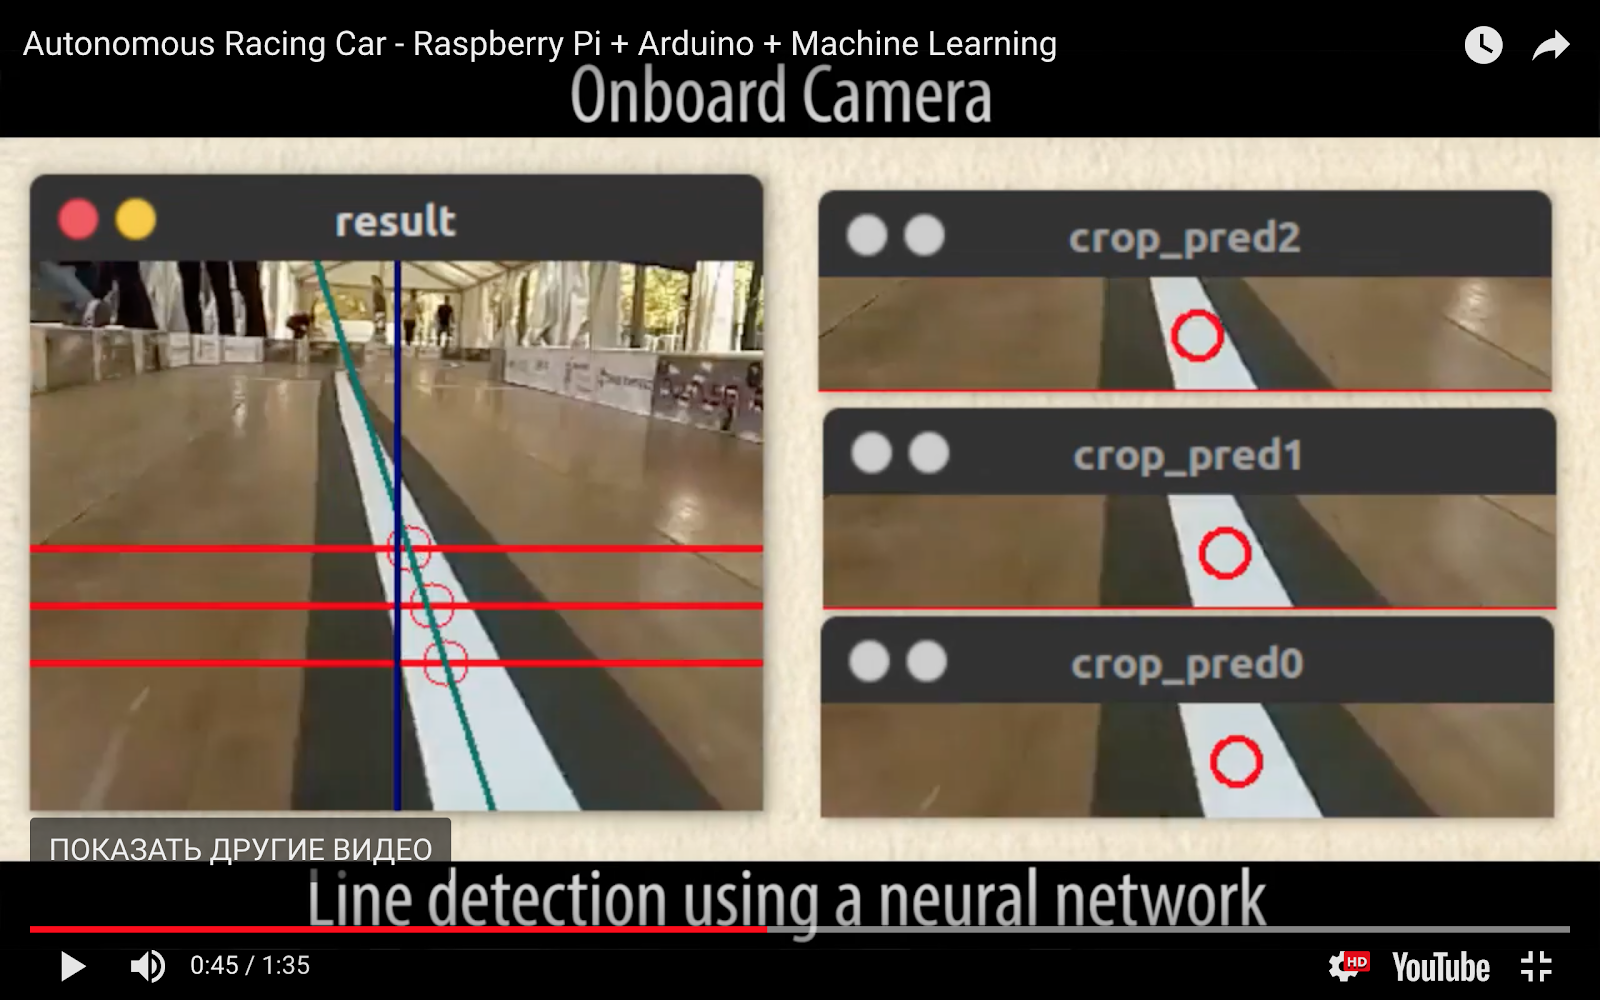 Autonomous Racing Car - Raspberry Pi + Arduino + Machine Learning
Onboard Camera
result
crop_pred2
crop_pred1
crop_pred0
ПОКАЗАТЬ ДРУГИЕ ВИДЕО
Line detection using a neural network
0:45 / 1:35
HD
YouTube